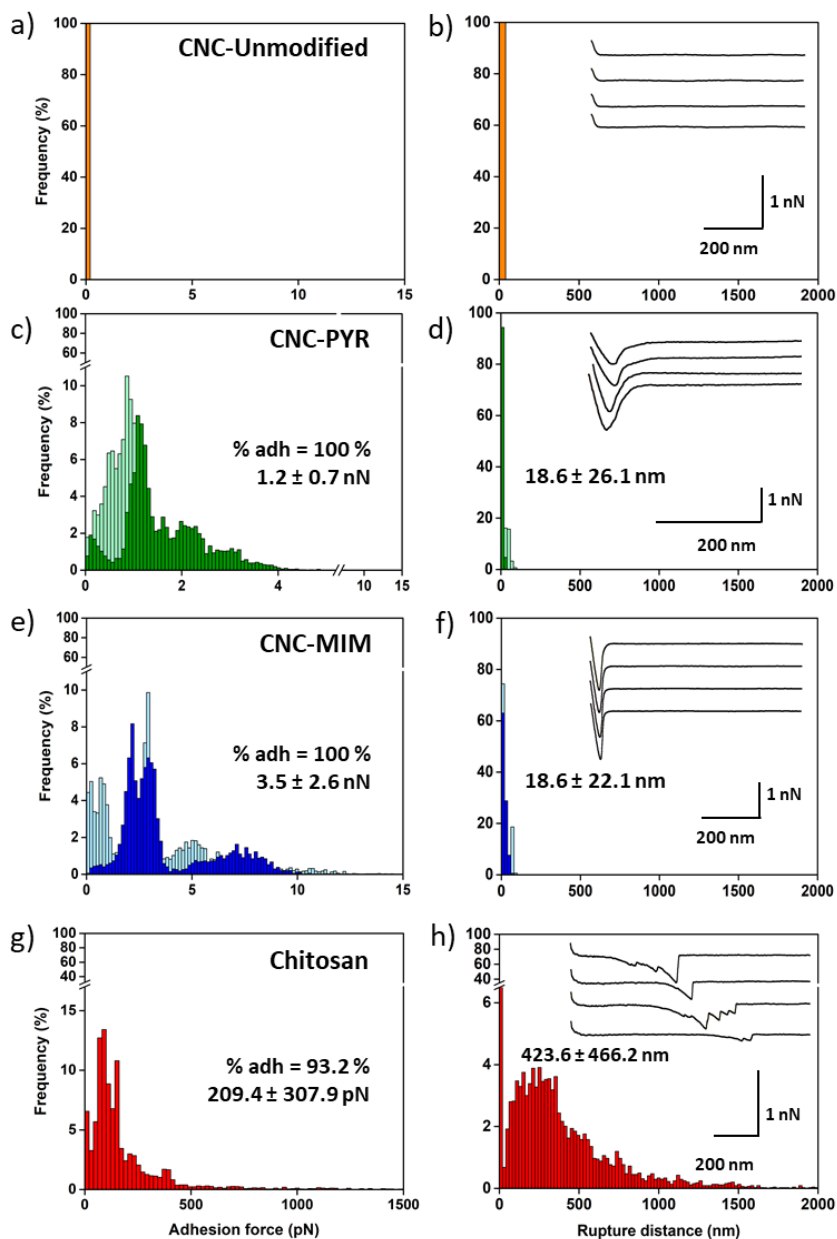 a)
CNC-Unmodified
Frequency (%)
100
80
60
40
20
0
0 5 10 15
b)
100
80
60
40
20
0
1 nN
200 nm
0 500 1000 1500 2000
c)
CNC-PYR
Frequency (%)
100
80
60
40
10
8
6
4
2
0
% adh = 100 %
1.2 ± 0.7 nN
0 2 4 10 15
d)
100
80
60
40
20
0
18.6 ± 26.1 nm
1 nN
200 nm
0 500 1000 1500 2000
e)
CNC-MIM
Frequency (%)
100
80
60
40
10
8
6
4
2
0
% adh = 100 %
3.5 ± 2.6 nN
0 5 10 15
f)
100
80
60
40
20
0
18.6 ± 22.1 nm
1 nN
200 nm
0 500 1000 1500 2000
g)
Chitosan
Frequency (%)
100
80
60
40
15
10
5
0
% adh = 93.2 %
209.4 ± 307.9 pN
0 500 1000 1500
Adhesion force (pN)
h)
100
80
60
40
6
4
2
0
423.6 ± 466.2 nm
1 nN
200 nm
0 500 1000 1500 2000
Rupture distance (nm)